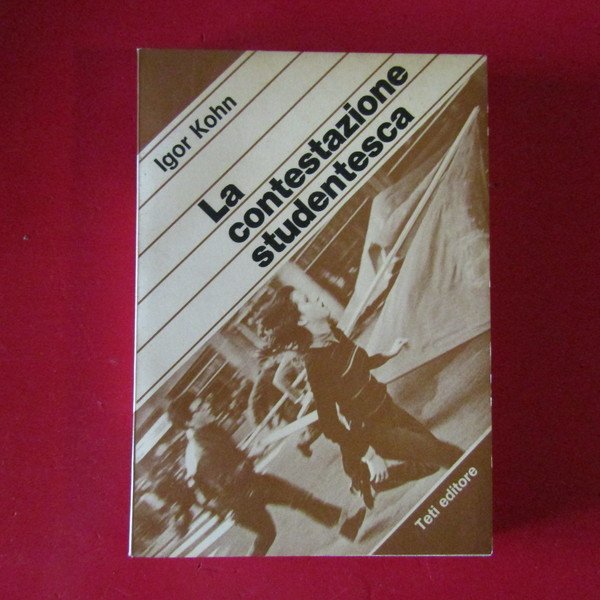 Igor Kohn
La
contestazione
studentesca
Teti editore